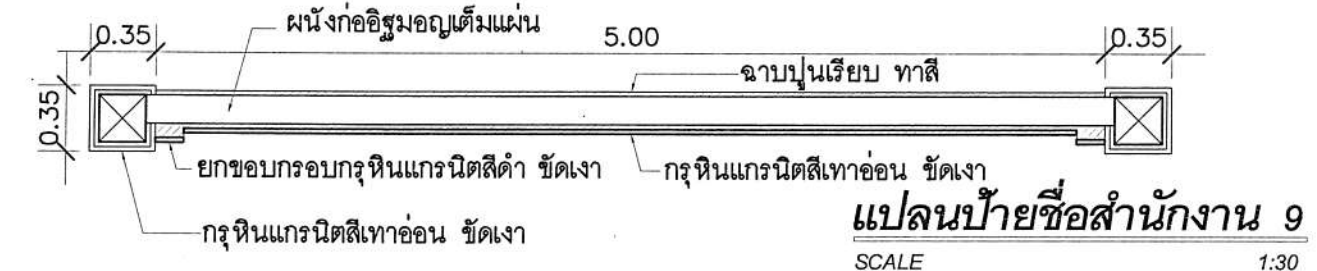 ผนังก่ออิฐมอญเต็มแผ่น
0.35 5.00 0.35
ฉาบปูนเรียบ ทาสี
0.35
ยกขอบกรอบกรุหินแกรนิตสีดำ ขัดเงา
กรุหินแกรนิตสีเทาอ่อน ขัดเงา
กรุหินแกรนิตสีเทาอ่อน ขัดเงา
แปลนป้ายชื่อสำนักงาน 9
SCALE 1:30